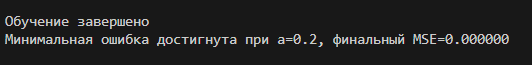 Обучение завершено
Минимальная ошибка достигнута при a=0.2, финальный MSE=0.000000